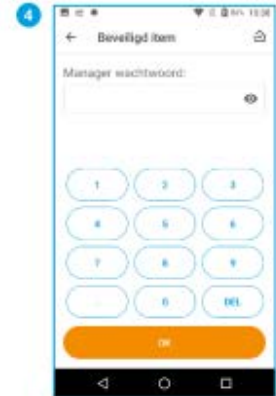 4
Beveiligd item
Manager wachtwoord:
1 2 3
4 5 6
7 8 9
. 0 DEL
OK